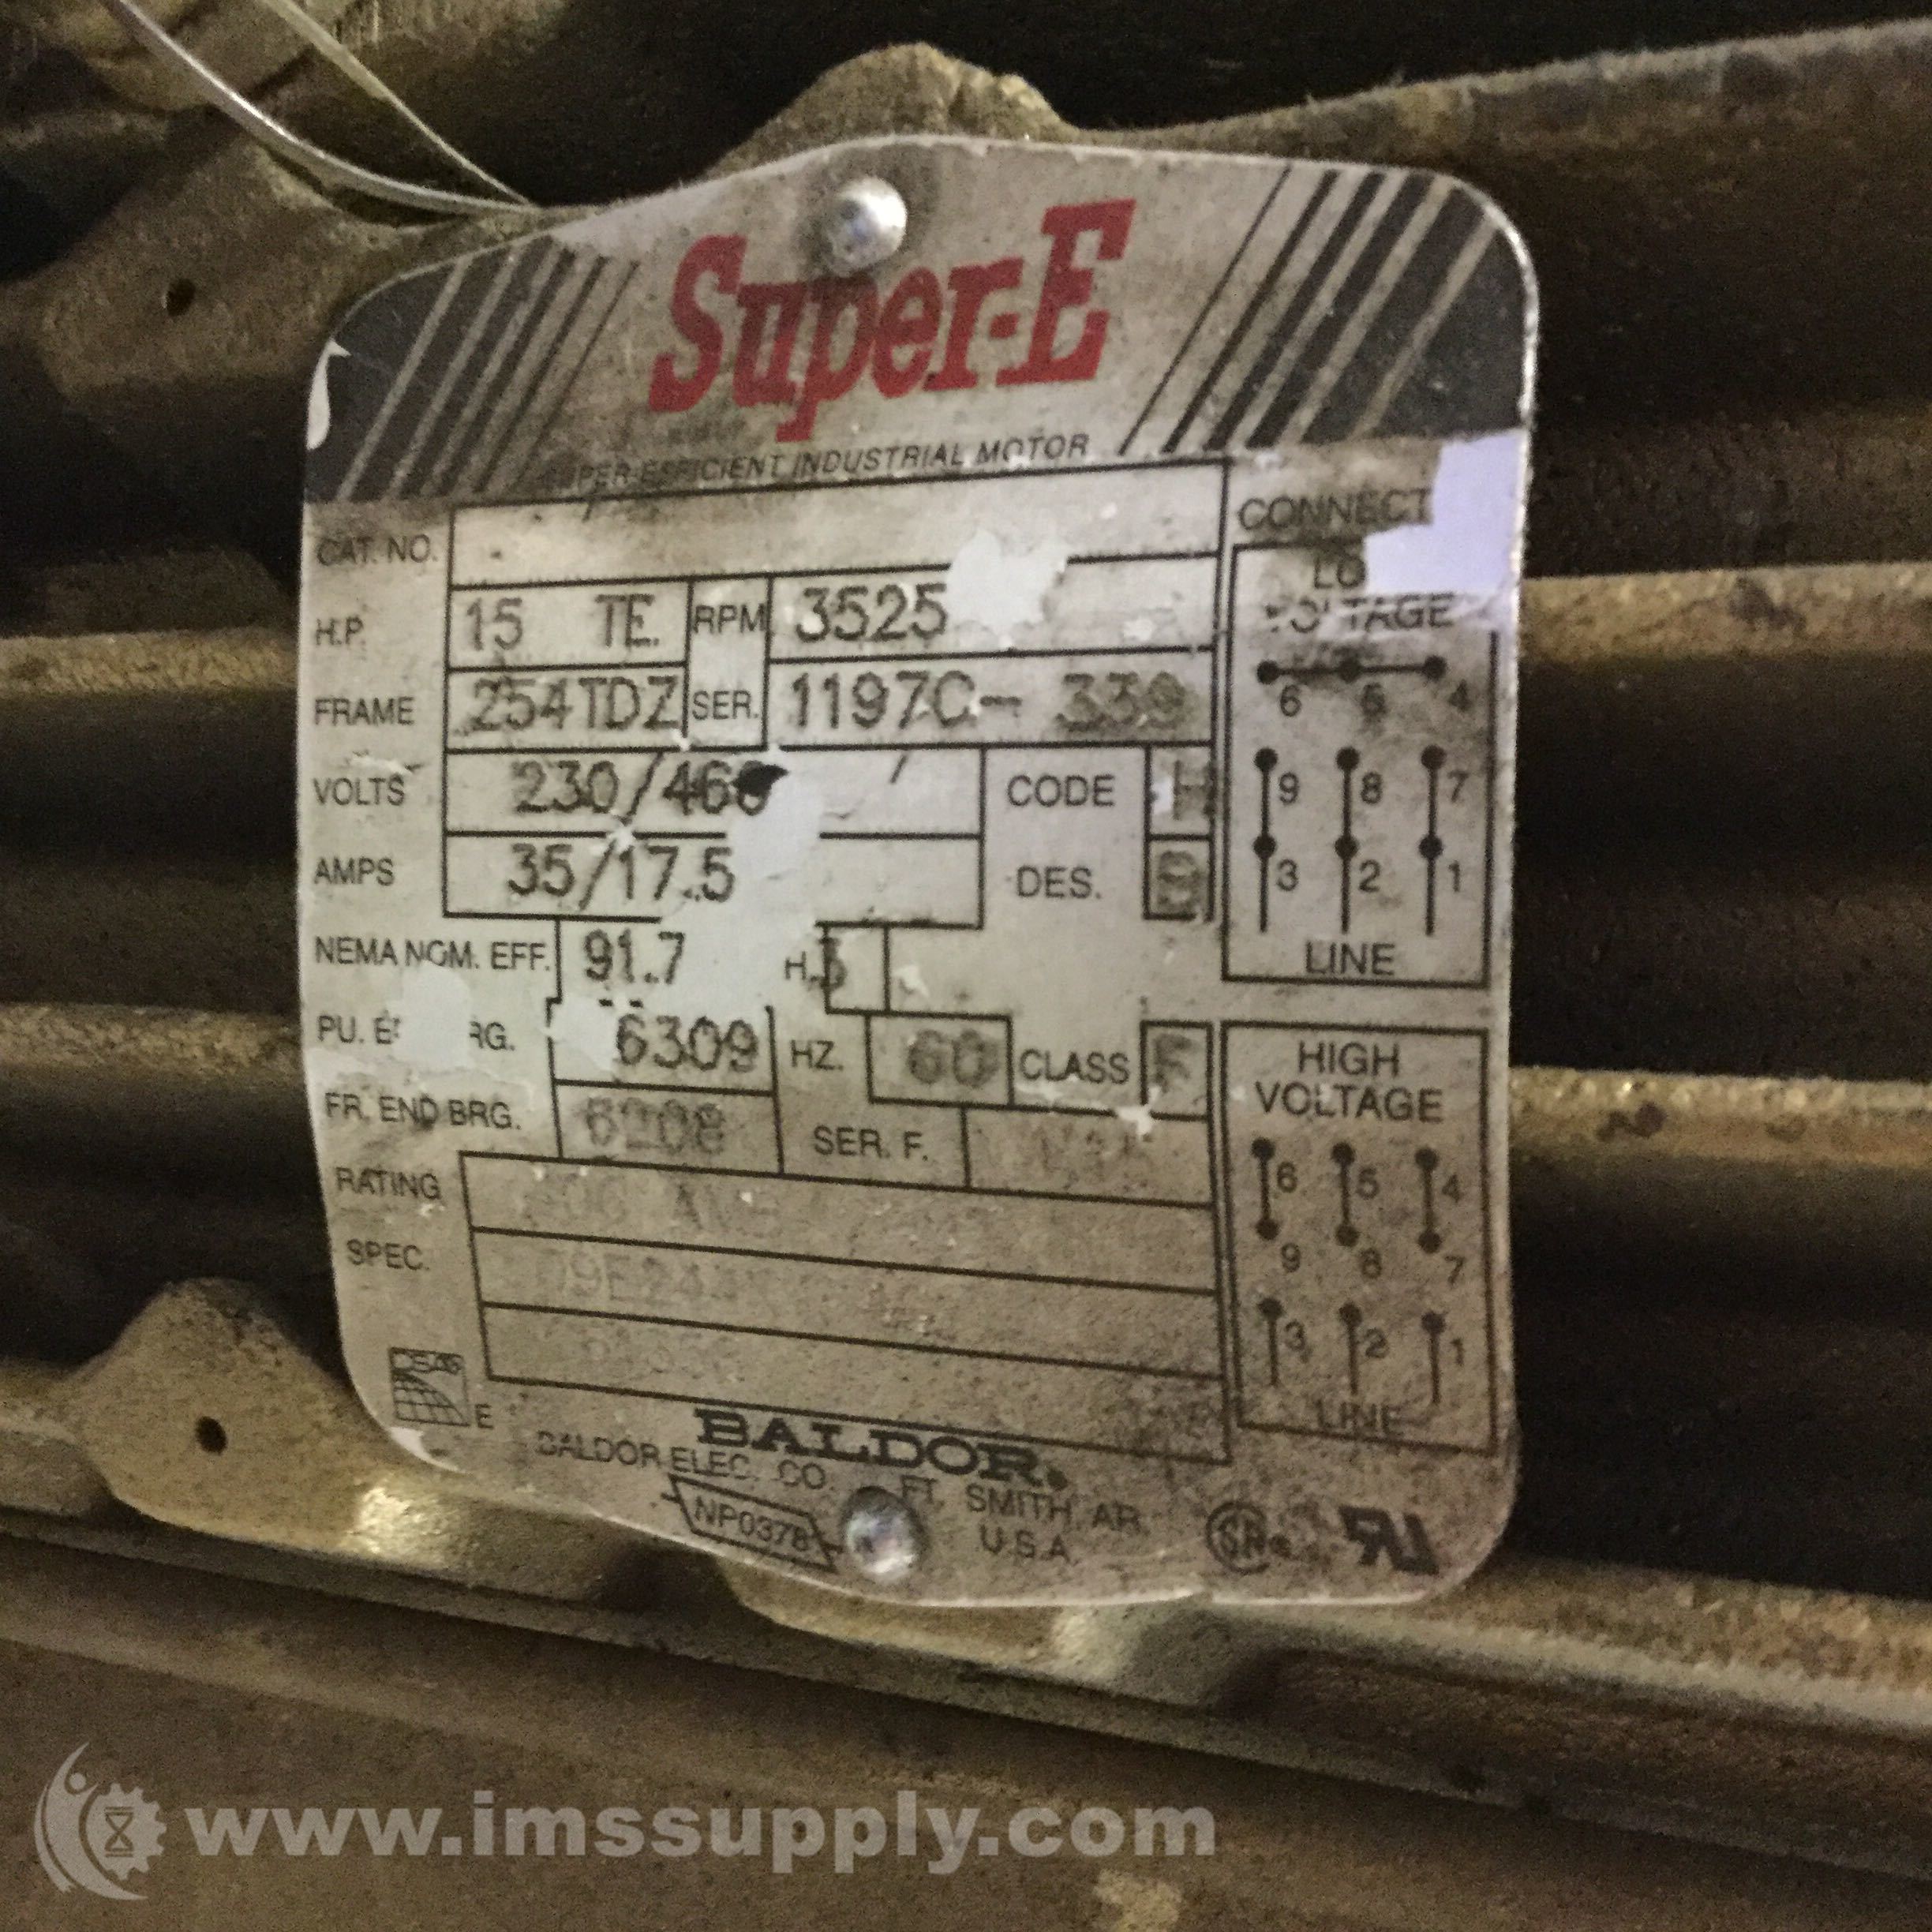 Super-E
SUPER-EFFICIENT INDUSTRIAL MOTOR
CAT. NO.
H.P. 15 TE. RPM 3525
FRAME 254TDZ SER. 1197C-
VOLTS 230/460 CODE H
AMPS 35/17.5 DES. B
NEMA NOM. EFF. 91.7
PU. 6309 HZ. 60 CLASS F
FR. END BRG. 6208 SER. F.
RATING
SPEC.
CONNECT
VOLTAGE
6 5 4
9 8 7
3 2 1
LINE
HIGH
VOLTAGE
6 5 4
9 8 7
3 2 1
LINE
E
BALDOR
BALDOR ELEC. CO. FT. SMITH, AR.
NP0378 U.S.A.
www.imssupply.com